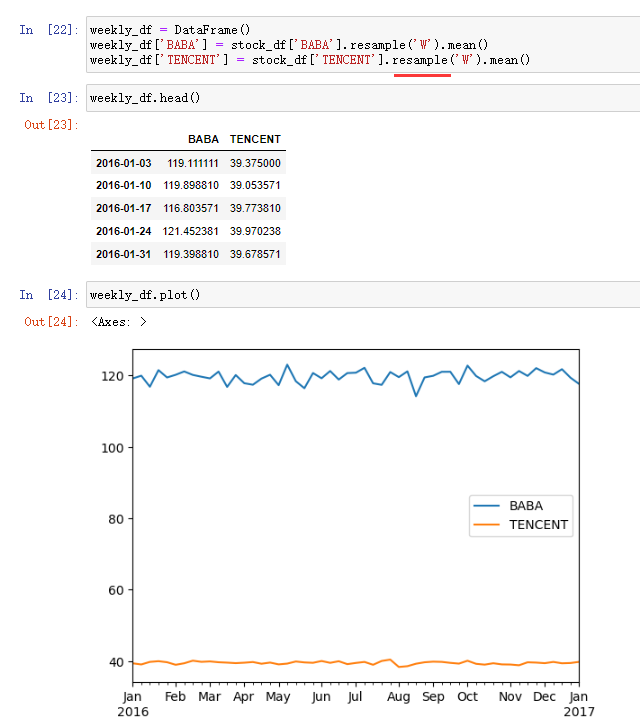 In [22]: weekly_df = DataFrame()
weekly_df['BABA'] = stock_df['BABA'].resample('W').mean()
weekly_df['TENCENT'] = stock_df['TENCENT'].resample('W').mean()
In [23]: weekly_df.head()
Out[23]:
BABA TENCENT
2016-01-03 119.111111 39.375000
2016-01-10 119.898810 39.053571
2016-01-17 116.803571 39.773810
2016-01-24 121.452381 39.970238
2016-01-31 119.398810 39.678571
In [24]: weekly_df.plot()
Out[24]: <Axes: >
120
100
80
BABA
TENCENT
60
40
Jan Feb Mar Apr May Jun Jul Aug Sep Oct Nov Dec Jan
2016 2017